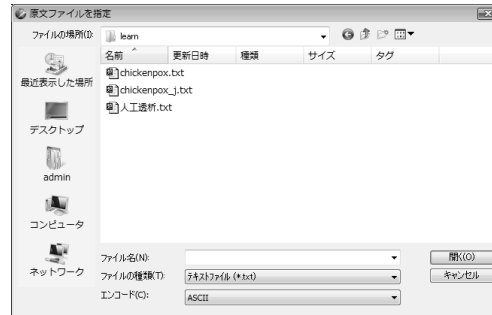 原文ファイルを指定
ファイルの場所(I):
learn
名前
更新日時
種類
サイズ
タグ
最近表示した場所
デスクトップ
admin
コンピュータ
ネットワーク
chickenpox.txt
chickenpox_j.txt
人工透析.txt
ファイル名(N):
開く(O)
ファイルの種類(T):
テキストファイル (*.txt)
キャンセル
エンコード(C):
ASCII